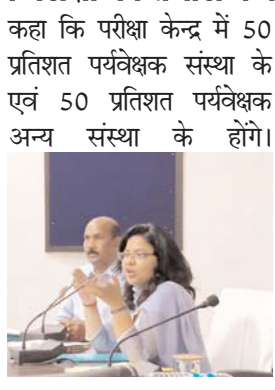 कहा कि परीक्षा केन्द्र में 50
प्रतिशत पर्यवेक्षक संस्था के
एवं 50 प्रतिशत पर्यवेक्षक
अन्य संस्था के होंगे।